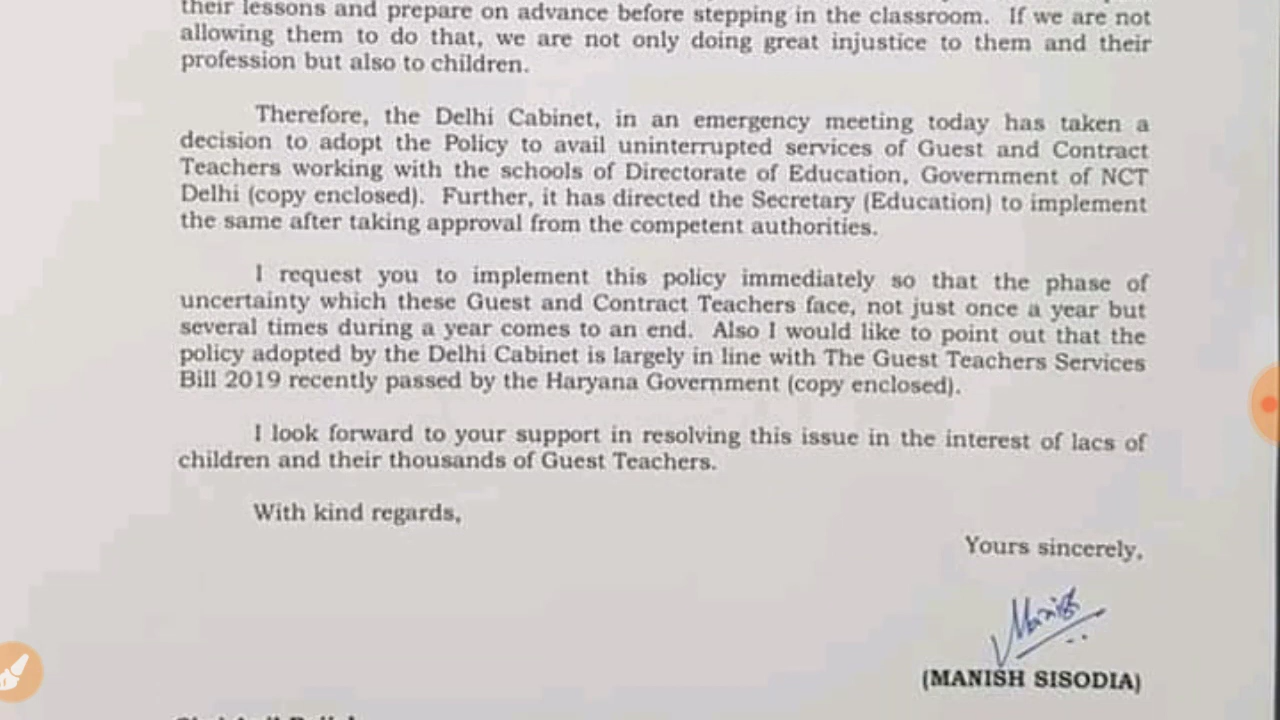 their lessons and prepare on advance before stepping in the classroom. If we are not
allowing them to do that, we are not only doing great injustice to them and their
profession but also to children.
Therefore, the Delhi Cabinet, in an emergency meeting today has taken a
decision to adopt the Policy to avail uninterrupted services of Guest and Contract
Teachers working with the schools of Directorate of Education, Government of NCT
Delhi (copy enclosed). Further, it has directed the Secretary (Education) to implement
the same after taking approval from the competent authorities.
I request you to implement this policy immediately so that the phase of
uncertainty which these Guest and Contract Teachers face, not just once a year but
several times during a year comes to an end. Also I would like to point out that the
policy adopted by the Delhi Cabinet is largely in line with The Guest Teachers Services
Bill 2019 recently passed by the Haryana Government (copy enclosed).
I look forward to your support in resolving this issue in the interest of lacs of
children and their thousands of Guest Teachers.
With kind regards,
Yours sincerely,
Manish
(MANISH SISODIA)